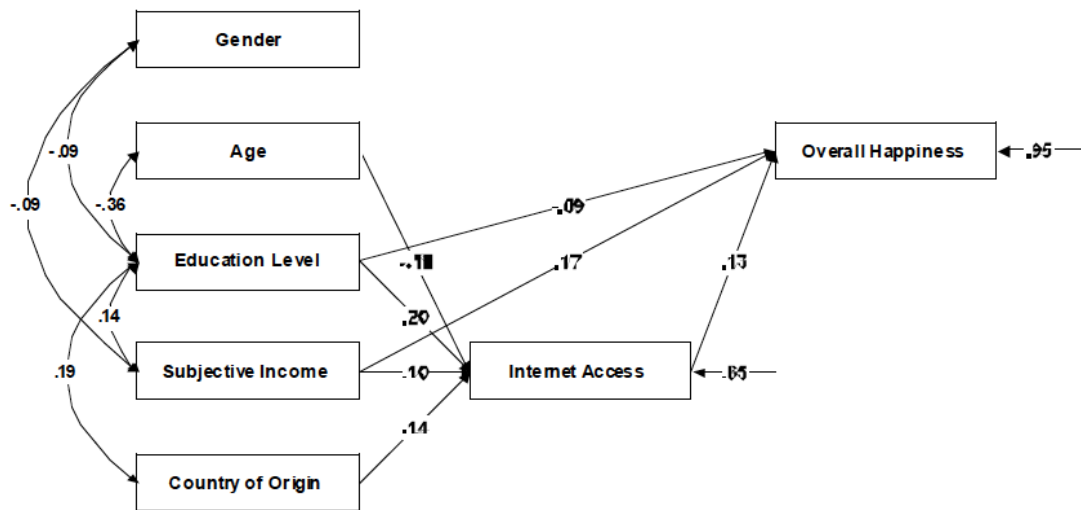 Gender
Age
Overall Happiness
.95
-.09
-.09
-.36
-.09
Education Level
.17
.13
.20
.14
Subjective Income
.10
Internet Access
.19
.14
Country of Origin